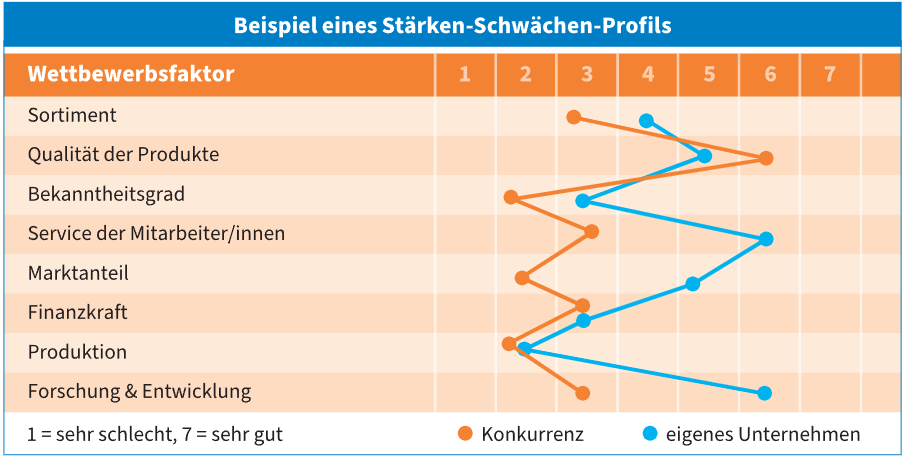 Beispiel eines Stärken-Schwächen-Profils
Wettbewerbsfaktor 1 2 3 4 5 6 7
Sortiment
Qualität der Produkte
Bekanntheitsgrad
Service der Mitarbeiter/innen
Marktanteil
Finanzkraft
Produktion
Forschung & Entwicklung
1 = sehr schlecht, 7 = sehr gut Konkurrenz eigenes Unternehmen